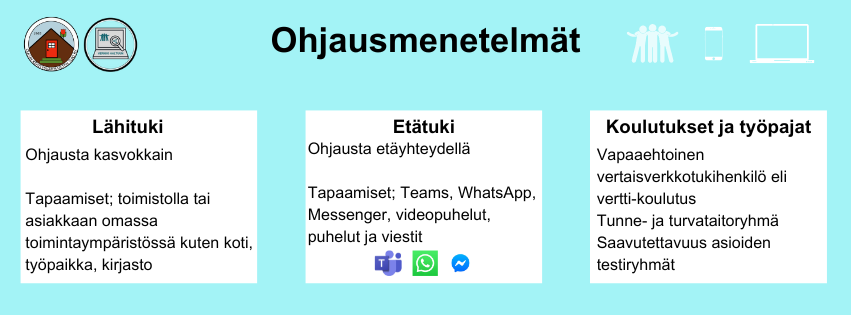 Ohjausmenetelmät
Lähituki
Ohjausta kasvokkain
Tapaamiset; toimistolla tai
asiakkaan omassa
toimintaympäristössä kuten koti,
työpaikka, kirjasto
Etätuki
Ohjausta etäyhteydellä
Tapaamiset; Teams, WhatsApp,
Messenger, videopuhelut,
puhelut ja viestit
Koulutukset ja työpajat
Vapaaehtoinen
vertaisverkkotukihenkilö eli
vertti-koulutus
Tunne- ja turvataitoryhmä
Saavutettavuus asioiden
testiryhmät